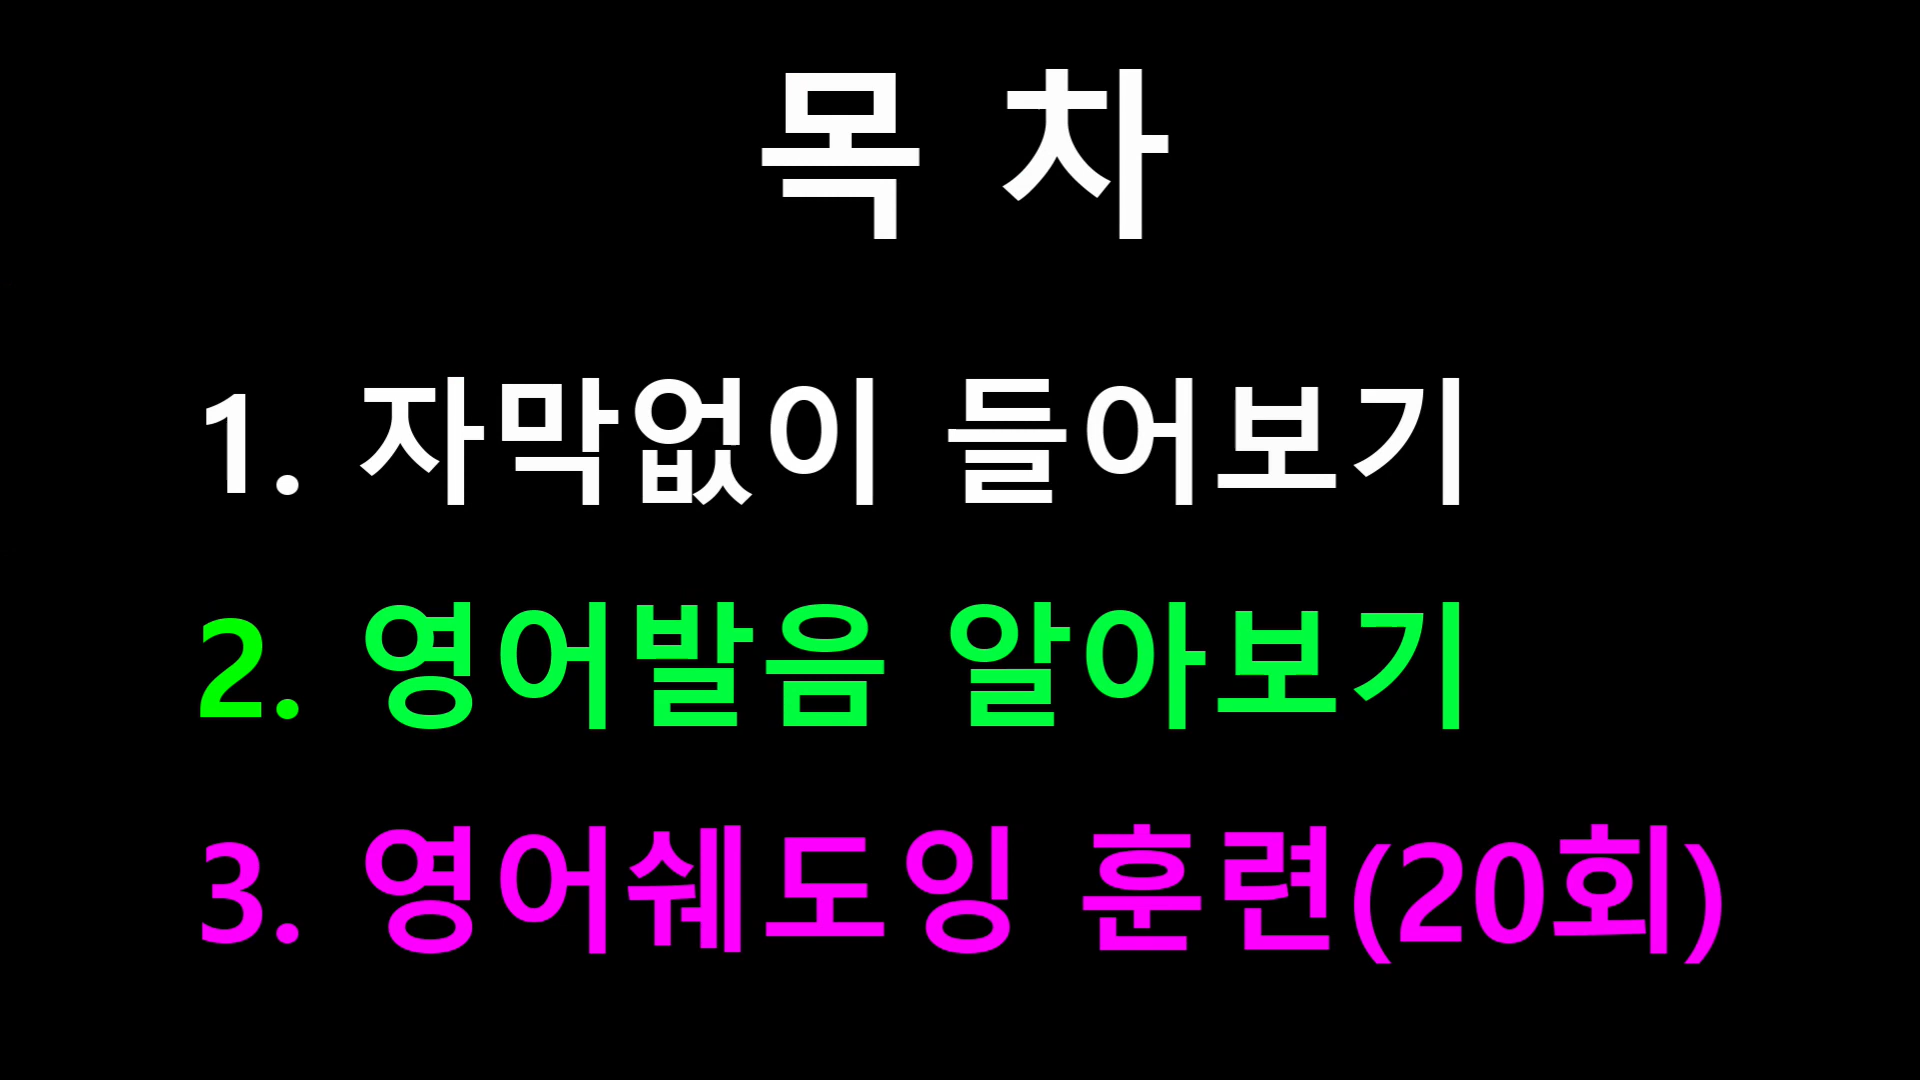 목 차
1. 자막없이 들어보기
2. 영어발음 알아보기
3. 영어쉐도잉 훈련(20회)